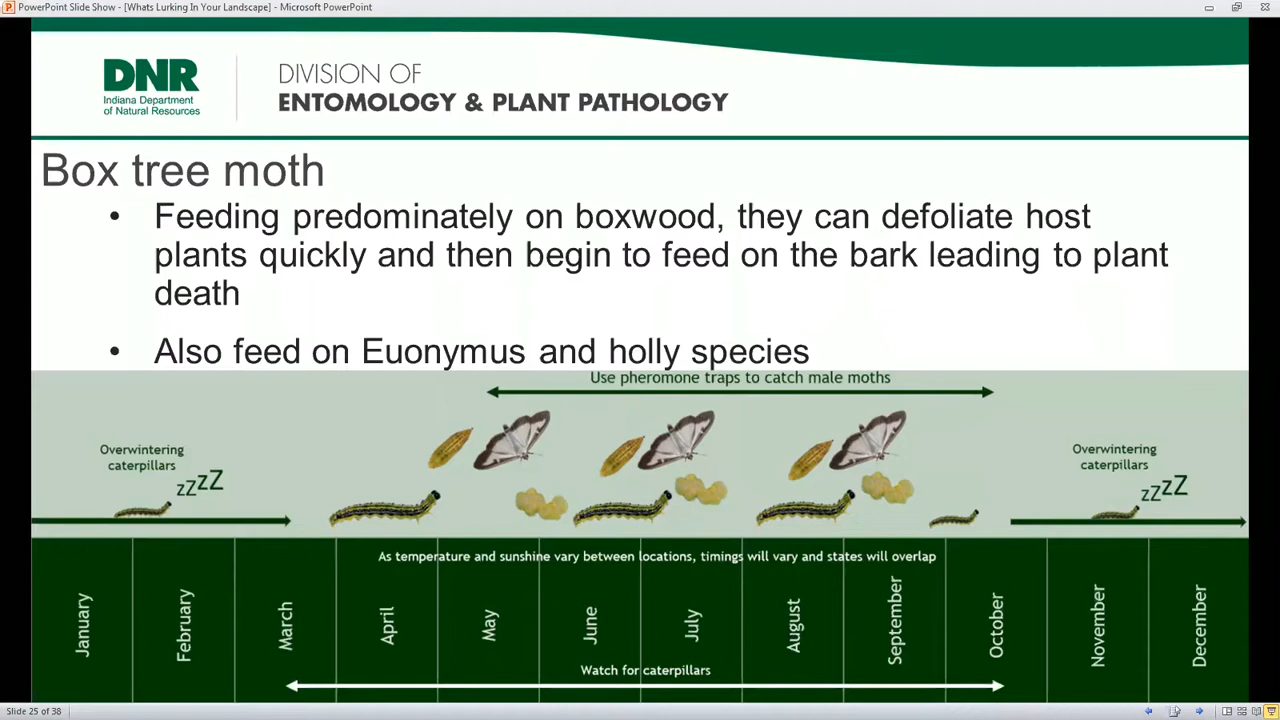 PowerPoint Slide Show - [Whats Lurking In Your Landscape] - Microsoft PowerPoint
DNR
Indiana Department
of Natural Resources
DIVISION OF
ENTOMOLOGY & PLANT PATHOLOGY
Box tree moth
• Feeding predominately on boxwood, they can defoliate host
plants quickly and then begin to feed on the bark leading to plant
death
• Also feed on Euonymus and holly species
Use pheromone traps to catch male moths
Overwintering
caterpillars
zZzZ
Overwintering
caterpillars
zZzZ
As temperature and sunshine vary between locations, timings will vary and states will overlap
January
February
March
April
May
June
July
August
September
October
November
December
Watch for caterpillars
Slide 25 of 38